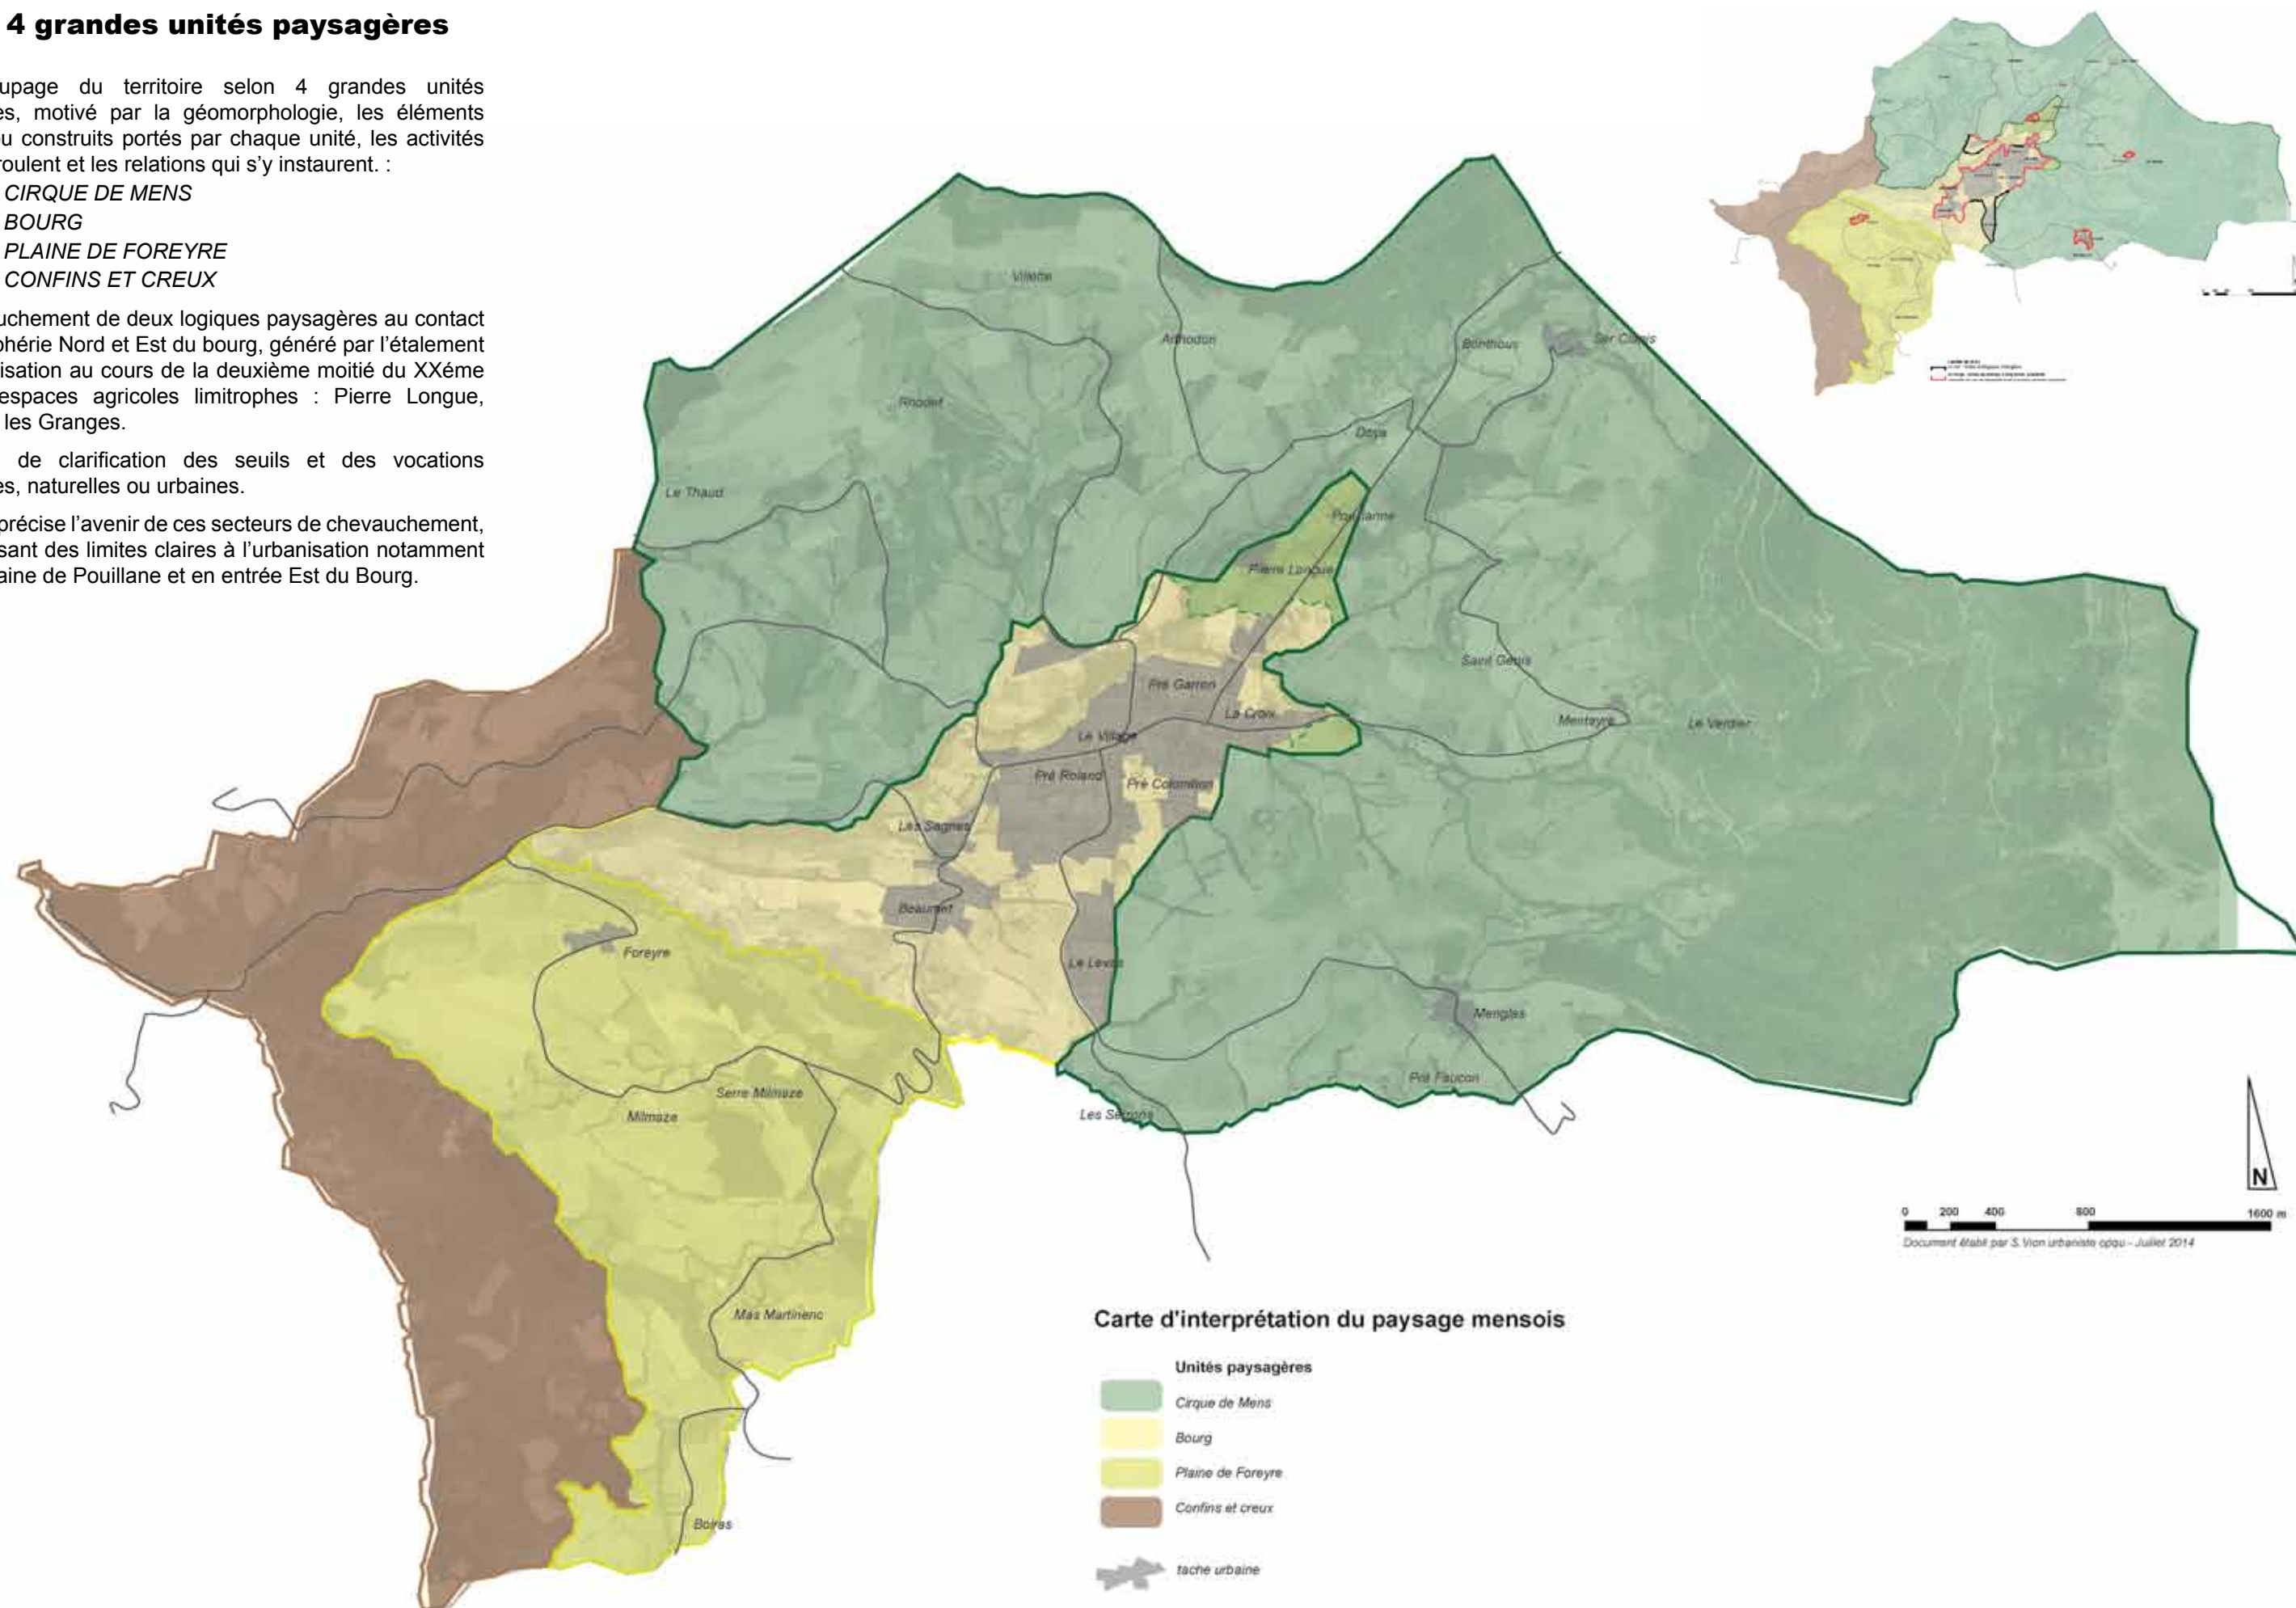 4 grandes unités paysagères
upage du territoire selon 4 grandes unités
es, motivé par la géomorphologie, les éléments
ou construits portés par chaque unité, les activités
roulent et les relations qui s'y instaurent. :
CIRQUE DE MENS
BOURG
PLAINE DE FOREYRE
CONFINS ET CREUX
uchement de deux logiques paysagères au contact
phérie Nord et Est du bourg, généré par l'étalement
isation au cours de la deuxième moitié du XXéme
espaces agricoles limitrophes : Pierre Longue,
les Granges.
de clarification des seuils et des vocations
es, naturelles ou urbaines.
précise l'avenir de ces secteurs de chevauchement,
sant des limites claires à l'urbanisation notamment
aine de Pouillane et en entrée Est du Bourg.
Villette
Arthodon
Bonthoux
Ser Clapis
Rhodet
Doya
Le Thaud
Pierre Longue
Saint Genis
Pré Garron
La Croix
Mentayre
Le Verdier
Le Village
Pré Roland
Pré Colombon
Les Sagnes
Beaumet
Foreyre
Le Levas
Menglas
Pré Faucon
Serre Milmaze
Milmaze
Les Serrons
Mas Martinenc
Boiras
N
0 200 400 800 1600 m
Document établi par S. Vion urbaniste opqu - Juillet 2014
Carte d'interprétation du paysage mensois
Unités paysagères
Cirque de Mens
Bourg
Plaine de Foreyre
Confins et creux
tache urbaine